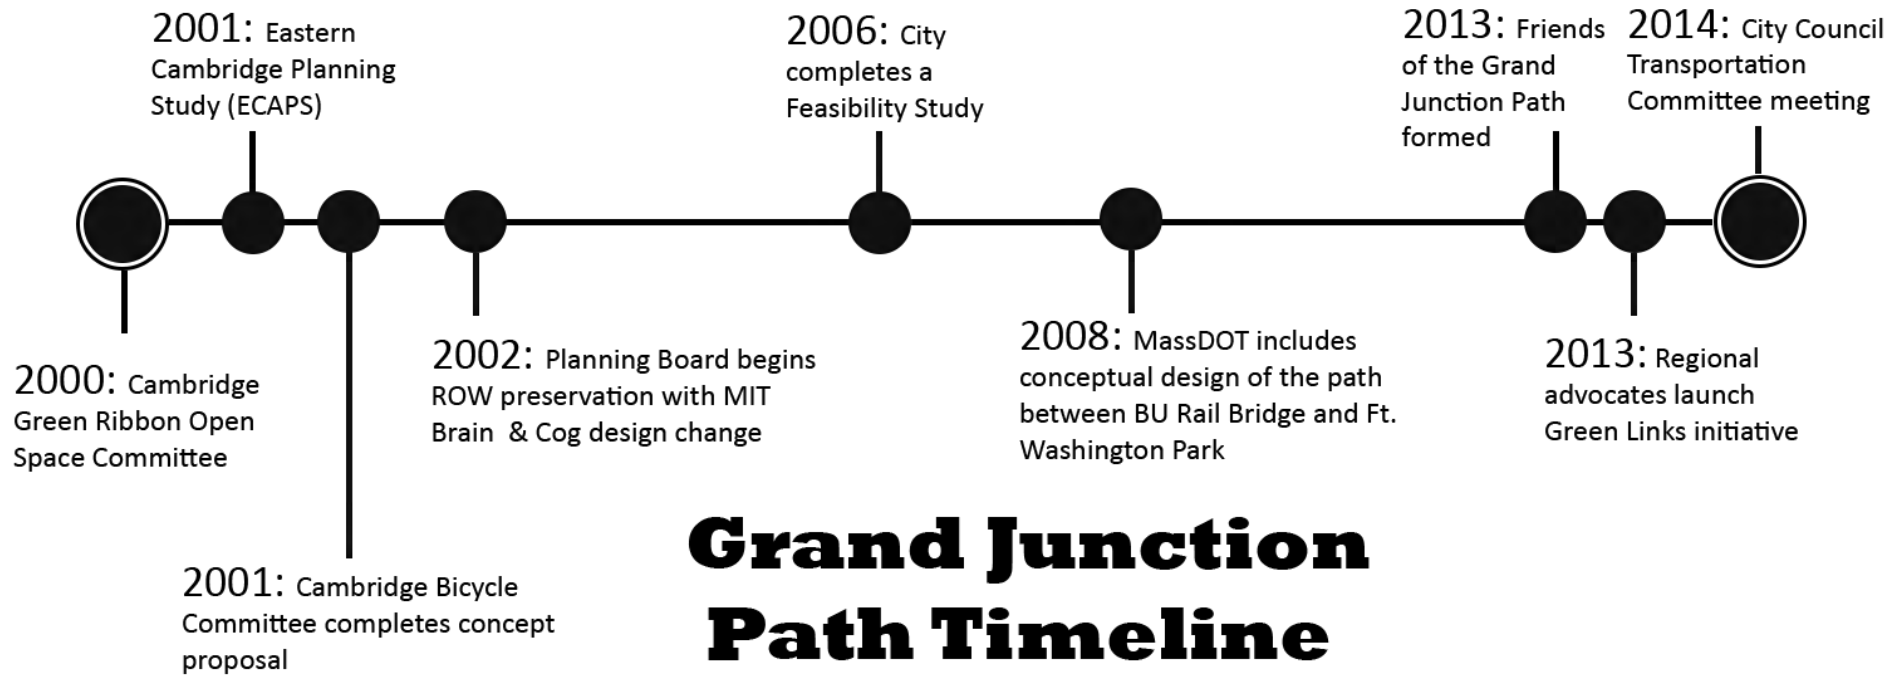 2001: Eastern
Cambridge Planning
Study (ECAPS)
2006: City
completes a
Feasibility Study
2013: Friends
of the Grand
Junction Path
formed
2014: City Council
Transportation
Committee meeting
2000: Cambridge
Green Ribbon Open
Space Committee
2002: Planning Board begins
ROW preservation with MIT
Brain & Cog design change
2008: MassDOT includes
conceptual design of the path
between BU Rail Bridge and Ft.
Washington Park
2013: Regional
advocates launch
Green Links initiative
2001: Cambridge Bicycle
Committee completes concept
proposal
Grand Junction
Path Timeline